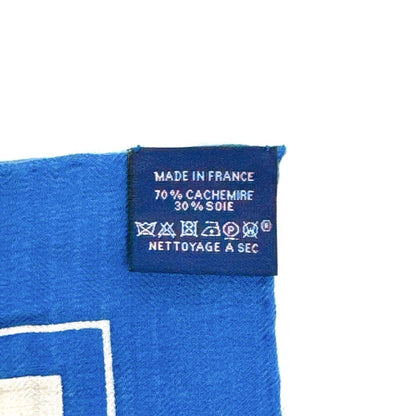 MADE IN FRANCE
70% CACHEMIRE
30% SOIE
NETTOYAGE A SEC